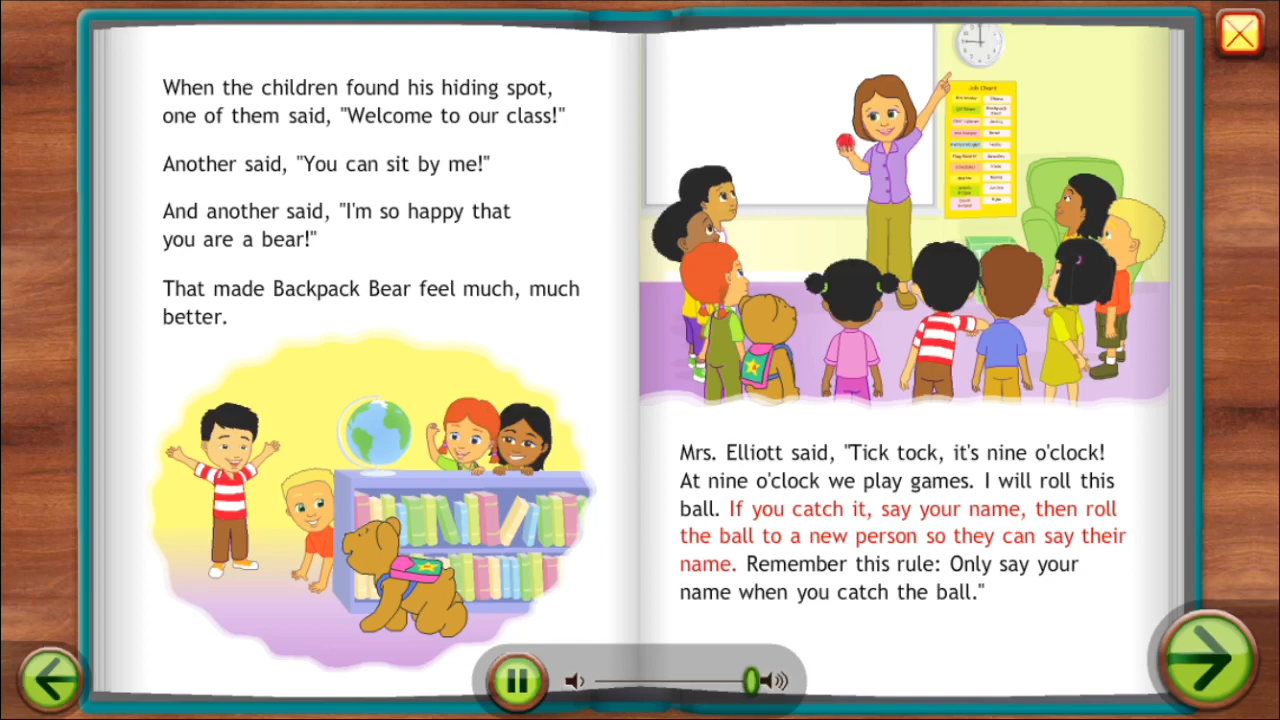 When the children found his hiding spot,
one of them said, "Welcome to our class!"
Another said, "You can sit by me!"
And another said, "I'm so happy that
you are a bear!"
That made Backpack Bear feel much, much
better.
Job Chart
Mrs. Elliott said, "Tick tock, it's nine o'clock!
At nine o'clock we play games. I will roll this
ball. If you catch it, say your name, then roll
the ball to a new person so they can say their
name. Remember this rule: Only say your
name when you catch the ball."